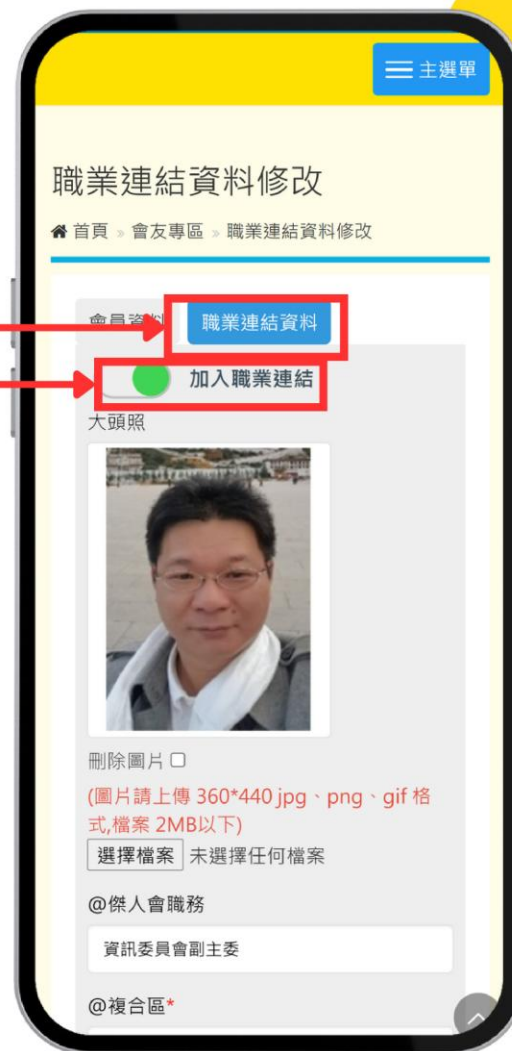 主選單
職業連結資料修改
首頁 » 會友專區 » 職業連結資料修改
會員資料 職業連結資料
加入職業連結
大頭照
刪除圖片
(圖片請上傳 360*440 jpg、png、gif 格
式,檔案 2MB以下)
選擇檔案 未選擇任何檔案
@傑人會職務
資訊委員會副主委
@複合區*